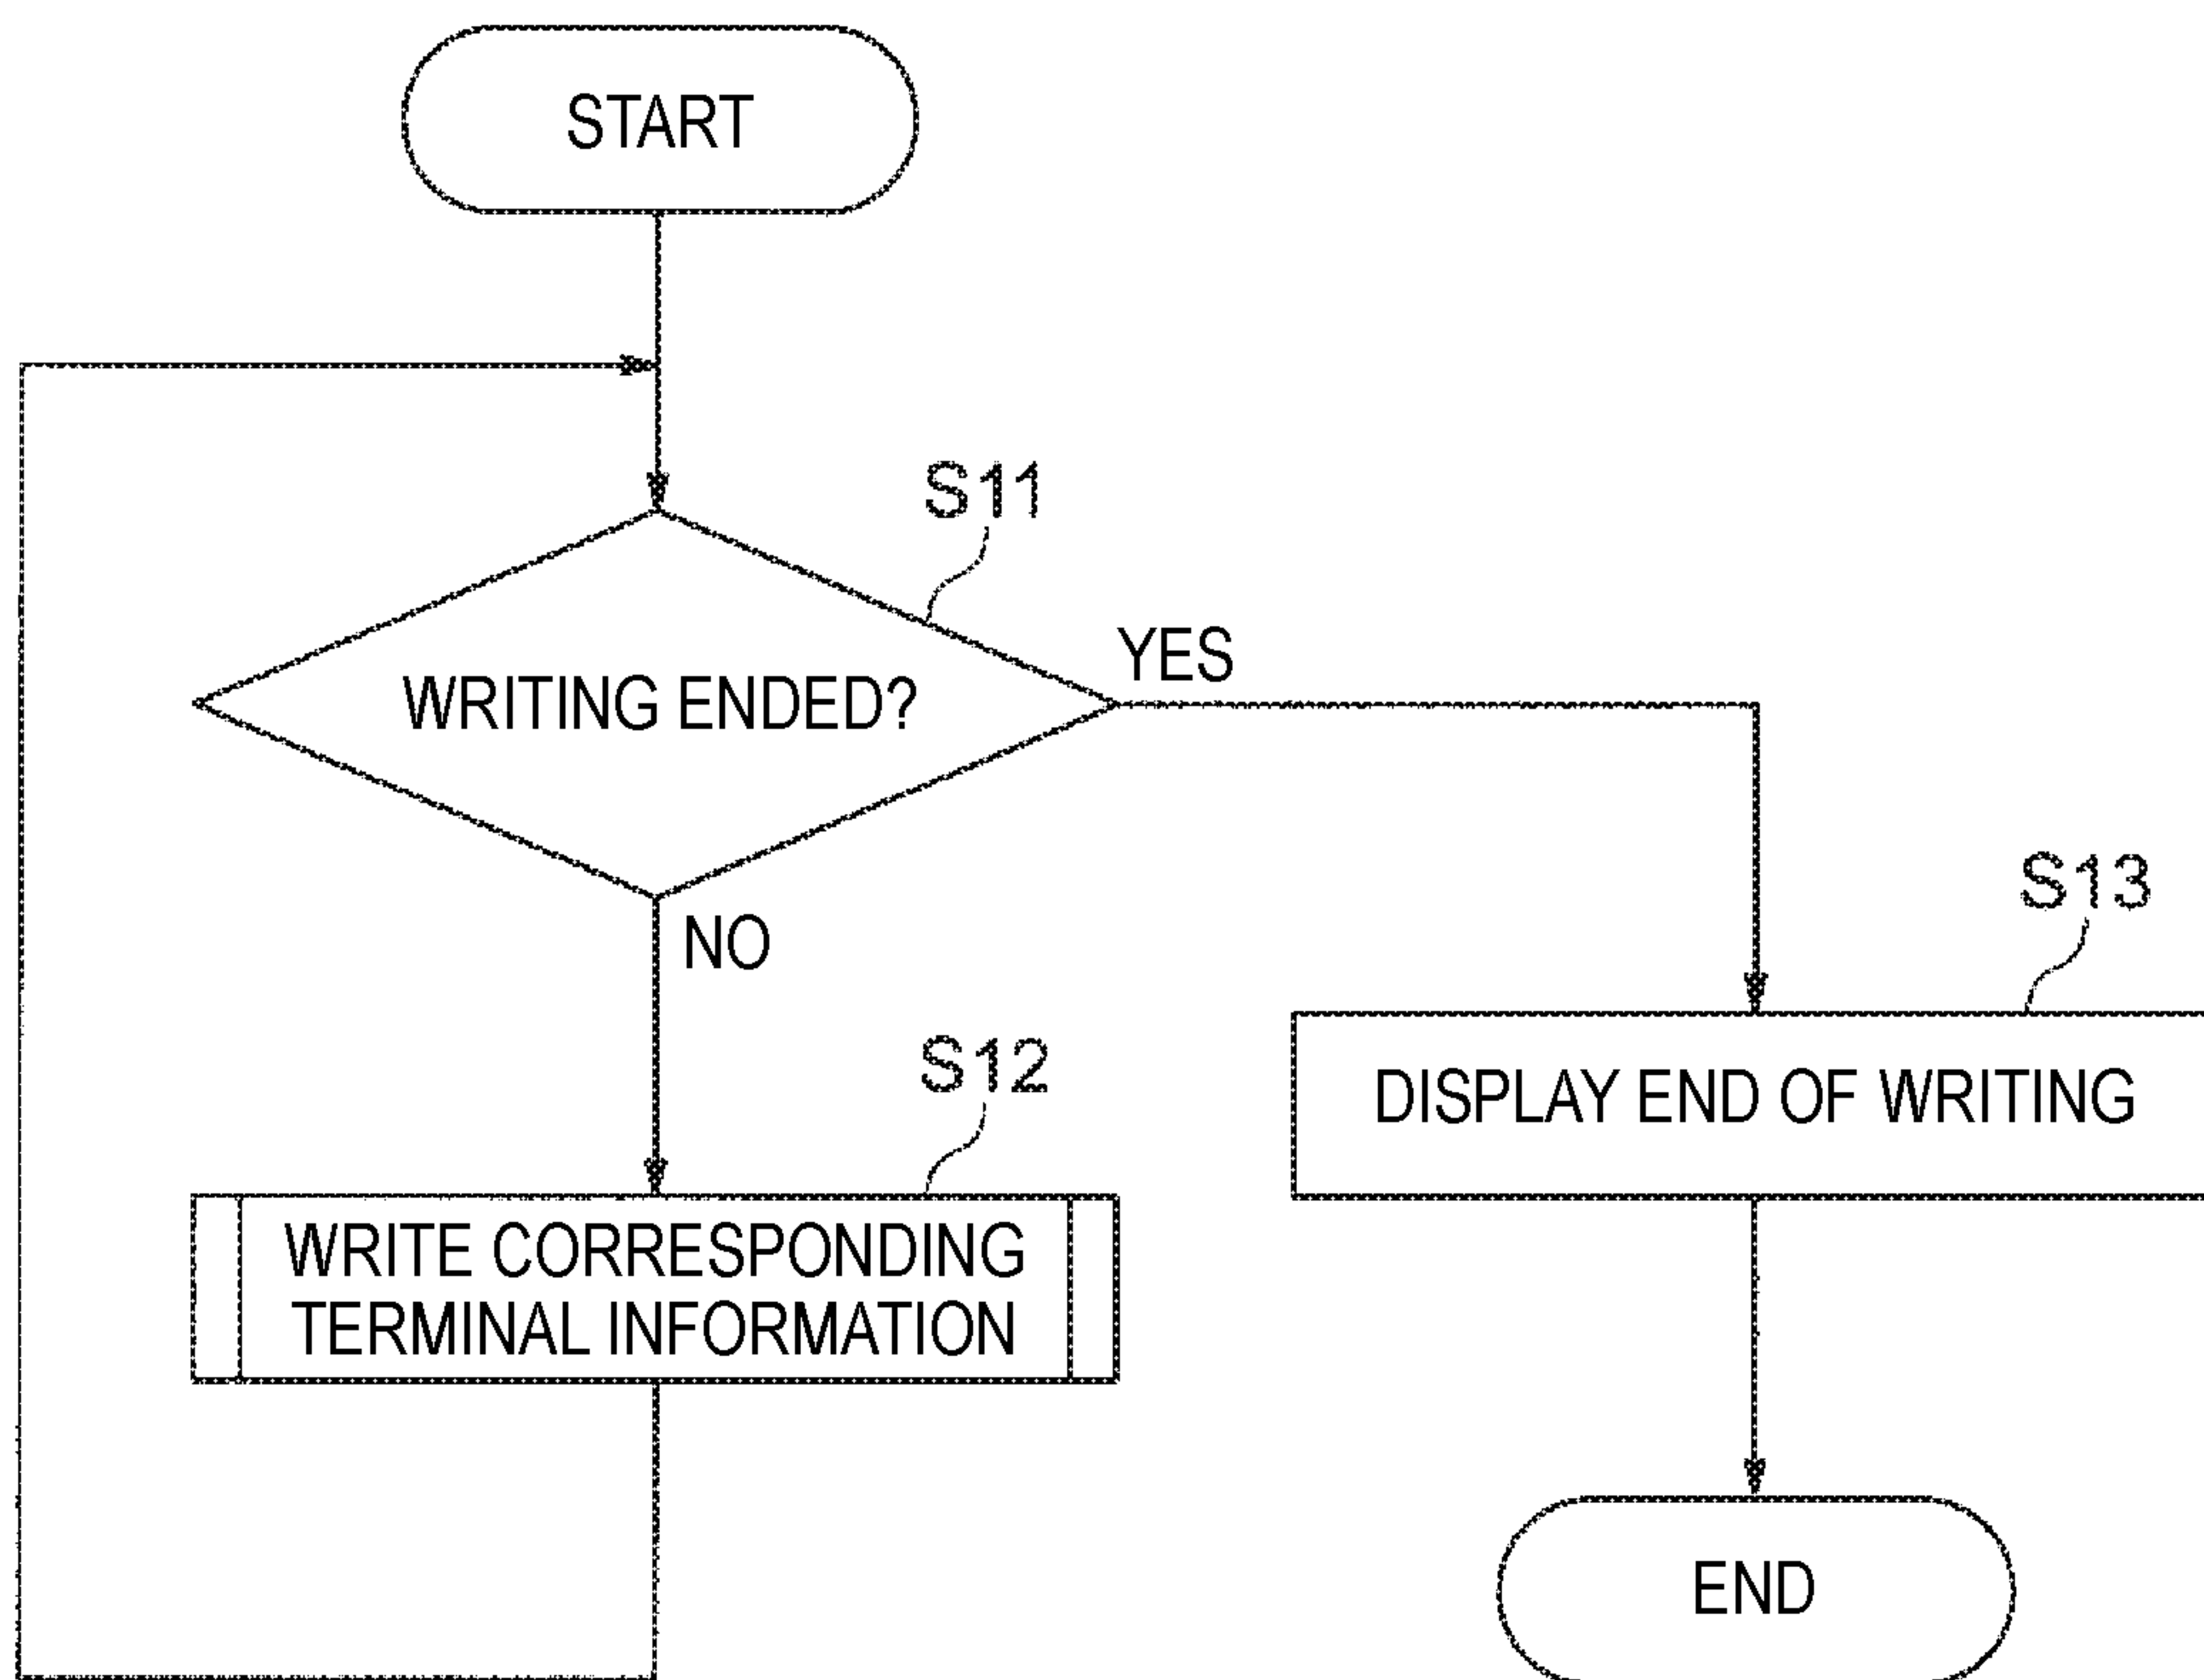 START
S11
WRITING ENDED?
YES
NO
S13
DISPLAY END OF WRITING
S12
WRITE CORRESPONDING
TERMINAL INFORMATION
END